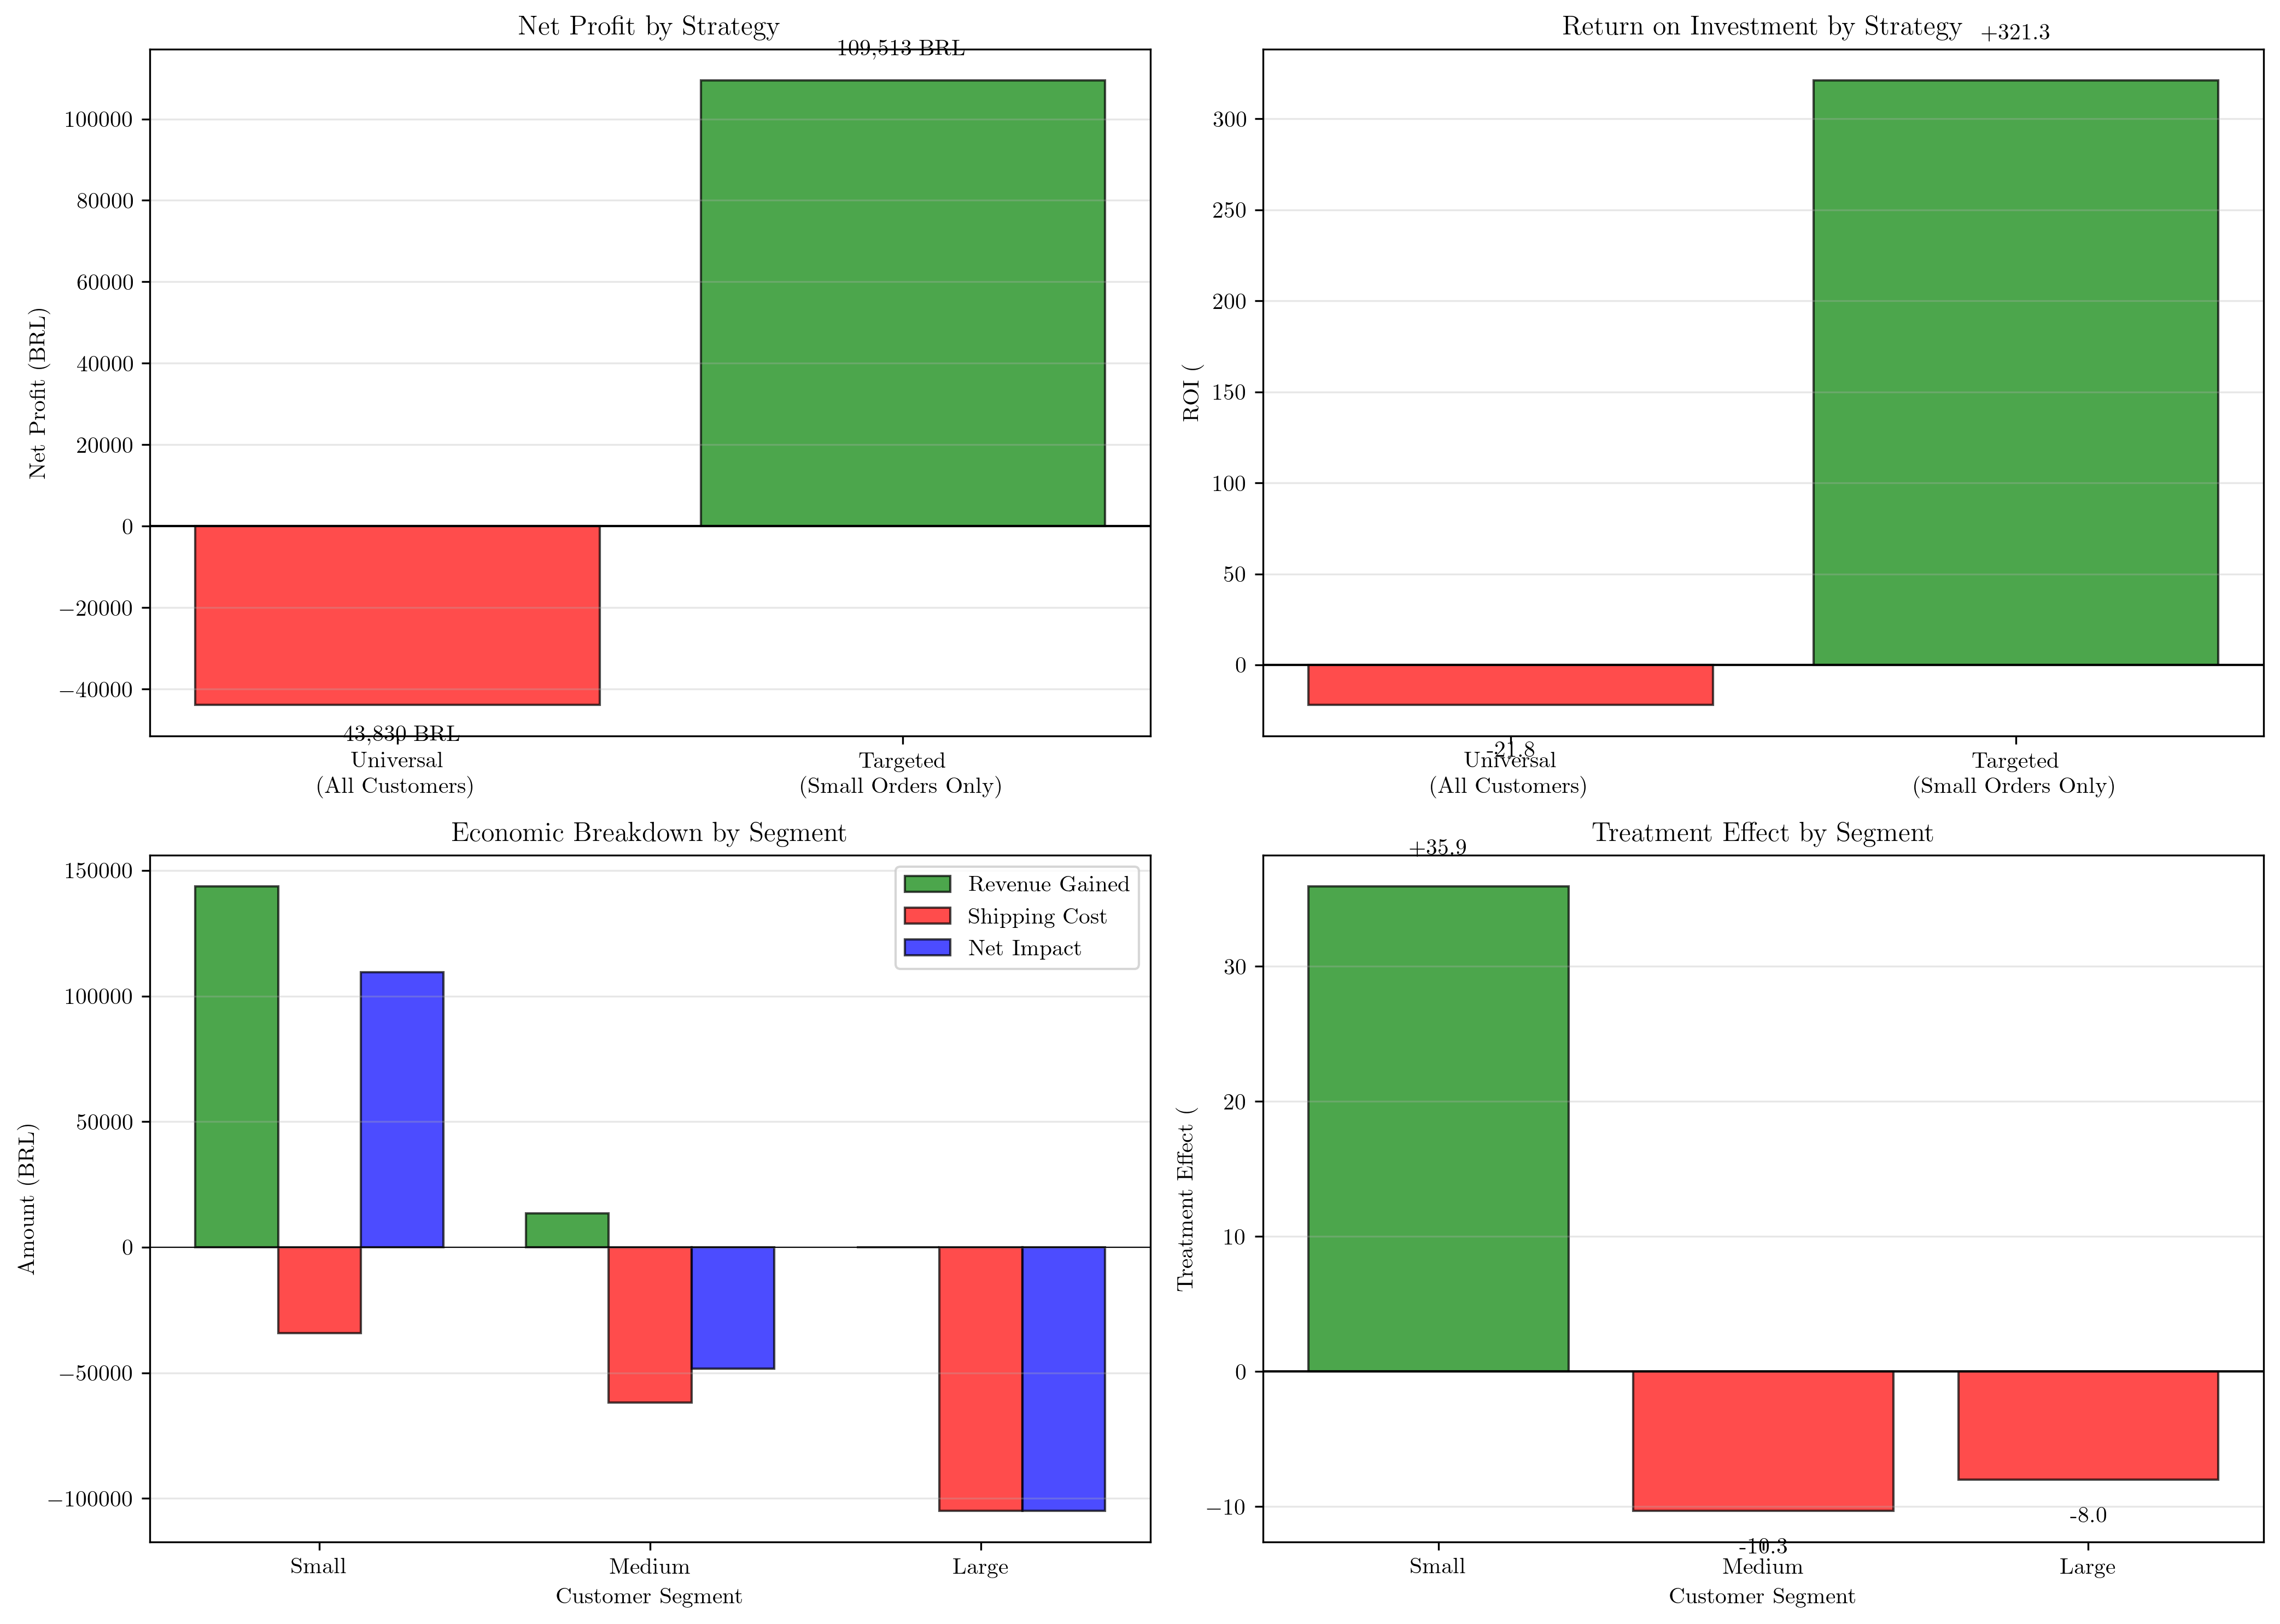 Net Profit by Strategy
109,513 BRL
Net Profit (BRL)
100000
80000
60000
40000
20000
0
−20000
−40000
43,830 BRL
Universal
(All Customers)
Targeted
(Small Orders Only)
Return on Investment by Strategy
+321.3
ROI (
300
250
200
150
100
50
0
-21.8
Universal
(All Customers)
Targeted
(Small Orders Only)
Economic Breakdown by Segment
Revenue Gained
Shipping Cost
Net Impact
Amount (BRL)
150000
100000
50000
0
−50000
−100000
Small
Medium
Large
Customer Segment
Treatment Effect by Segment
+35.9
Treatment Effect (
30
20
10
0
−10
-8.0
-10.3
Small
Medium
Large
Customer Segment